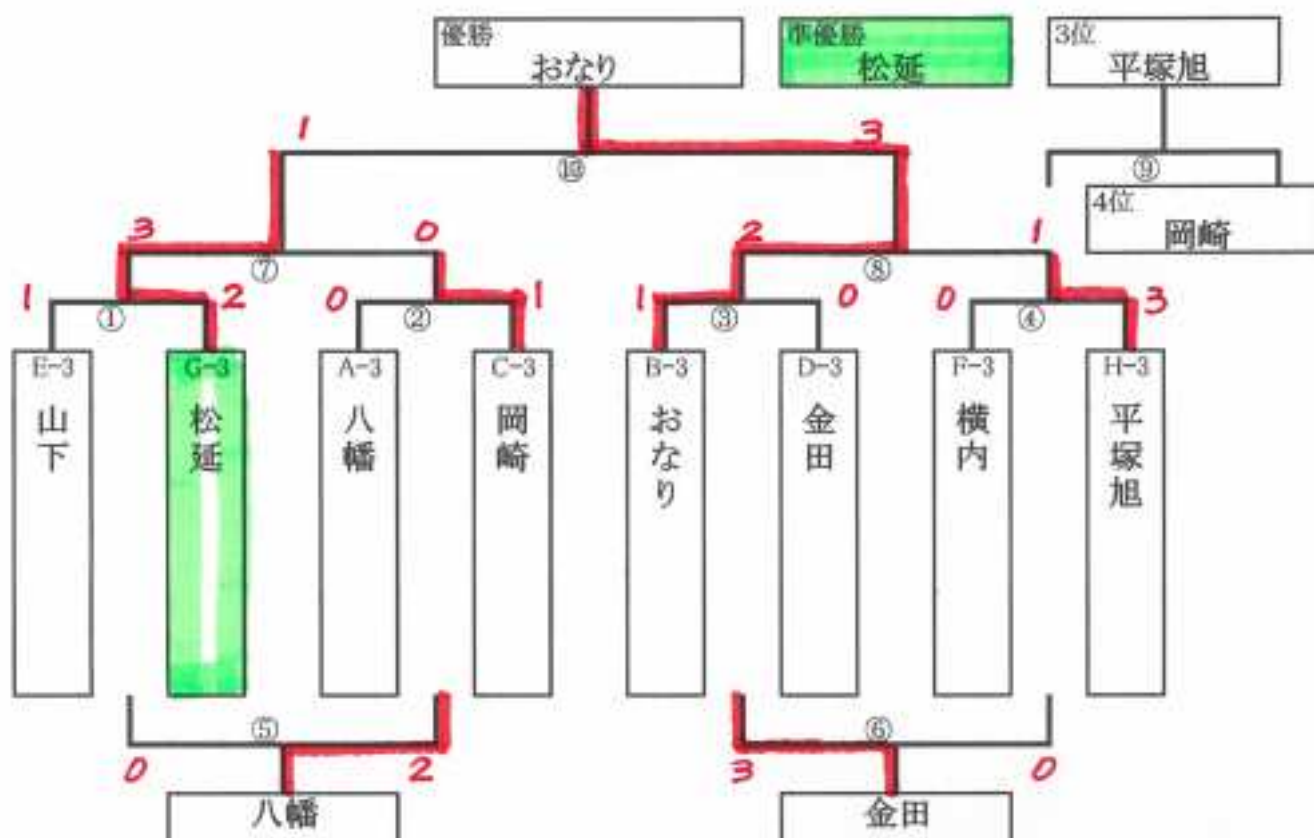 優勝
おなり
準優勝
松延
3位
平塚旭
1
3
⑩
⑨
4位
岡崎
3
0
2
1
⑦
⑧
1
2
0
1
1
0
0
3
①
②
③
④
E-3
山下
G-3
松延
A-3
八幡
C-3
岡崎
B-3
おなり
D-3
金田
F-3
横内
H-3
平塚旭
⑤
⑥
0
2
3
0
八幡
金田